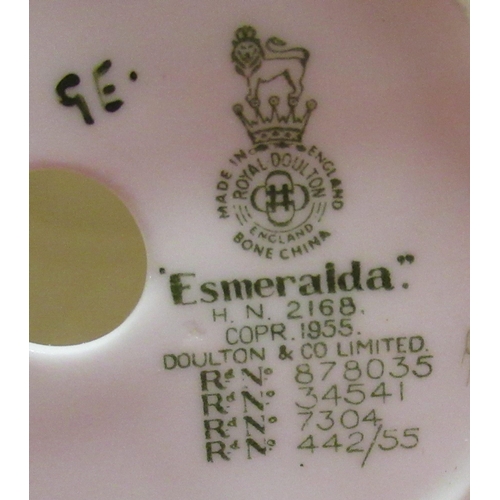 GE.
MADE IN ENGLAND
ROYAL DOULTON
ENGLAND
BONE CHINA
"Esmeralda".
H. N. 2168.
COPR. 1955.
DOULTON & CO LIMITED.
Rd. No. 878035
Rd. No. 34541
Rd. No. 7304
Rd. No. 442/55